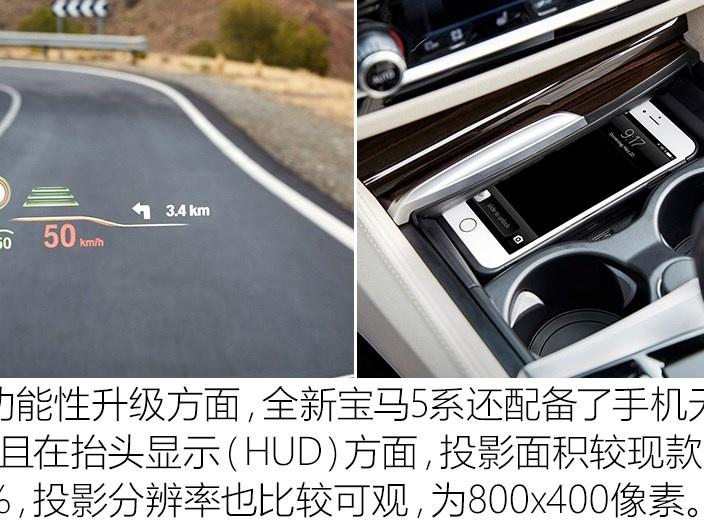 3.4 km
50 50 km/h
AUTO
9:17
slide to unlock
功能性升级方面，全新宝马5系还配备了手机
且在抬头显示（HUD）方面，投影面积较现款
%，投影分辨率也比较可观，为800x400像素。